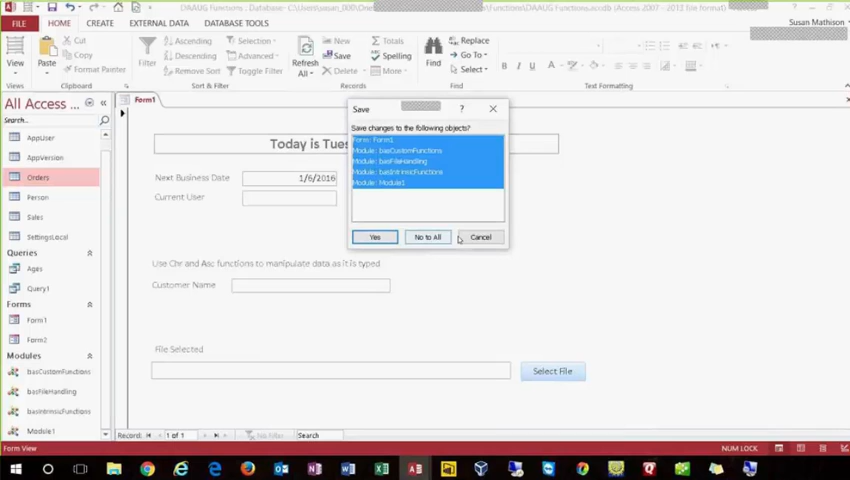 DAAUG Functions : Database- C:\Users\susan_000\One
\Functions\DAAUG Functions.accdb (Access 2007 - 2013 file format)
FILE HOME CREATE EXTERNAL DATA DATABASE TOOLS
Susan Mathison
View
Paste
Cut
Copy
Format Painter
Clipboard
Filter
Ascending
Descending
Remove Sort
Selection
Advanced
Toggle Filter
Sort & Filter
Refresh
All
New
Save
Delete
Totals
Spelling
More
Records
Find
Replace
Go To
Select
Find
Text Formatting
All Access
Search...
AppUser
AppVersion
Orders
Person
Sales
SettingsLocal
Queries
Ages
Query1
Forms
Form1
Form2
Modules
basCustomFunctions
basFileHandling
basIntrinsicFunctions
Module1
Form1
Today is Tues
Next Business Date 1/6/2016
Current User
Use Chr and Asc functions to manipulate data as it is typed
Customer Name
File Selected
Select File
Save
?
Save changes to the following objects?
Form: Form1
Module: basCustomFunctions
Module: basFileHandling
Module: basIntrinsicFunctions
Module: Module1
Yes No to All Cancel
Record: 1 of 1 No Filter Search
Form View
NUM LOCK